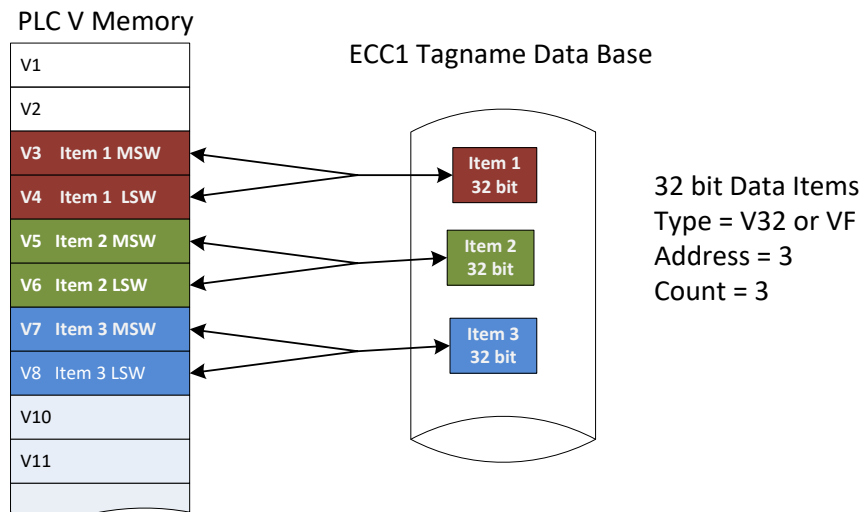 PLC V Memory
ECC1 Tagname Data Base
V1
V2
V3 Item 1 MSW
V4 Item 1 LSW
V5 Item 2 MSW
V6 Item 2 LSW
V7 Item 3 MSW
V8 Item 3 LSW
V10
V11
Item 1
32 bit
Item 2
32 bit
Item 3
32 bit
32 bit Data Items
Type = V32 or VF
Address = 3
Count = 3